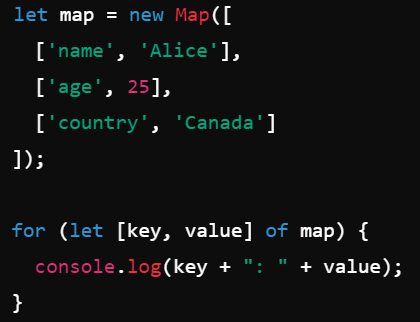 let map = new Map([
  ['name', 'Alice'],
  ['age', 25],
  ['country', 'Canada']
]);

for (let [key, value] of map) {
  console.log(key + ": " + value);
}